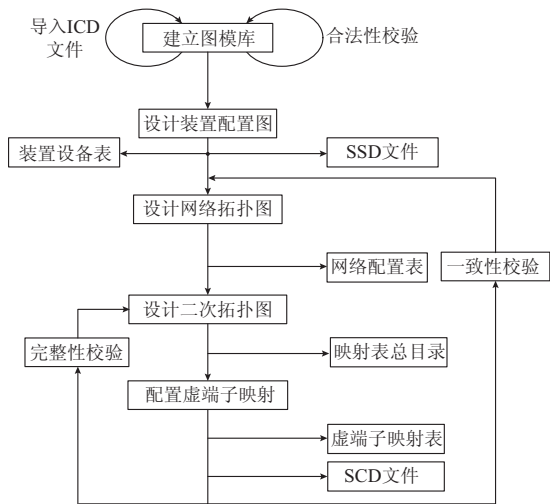 导入ICD
文件
建立图模库
合法性校验
设计装置配置图
装置设备表
SSD文件
设计网络拓扑图
网络配置表
一致性校验
设计二次拓扑图
完整性校验
映射表总目录
配置虚端子映射
虚端子映射表
SCD文件